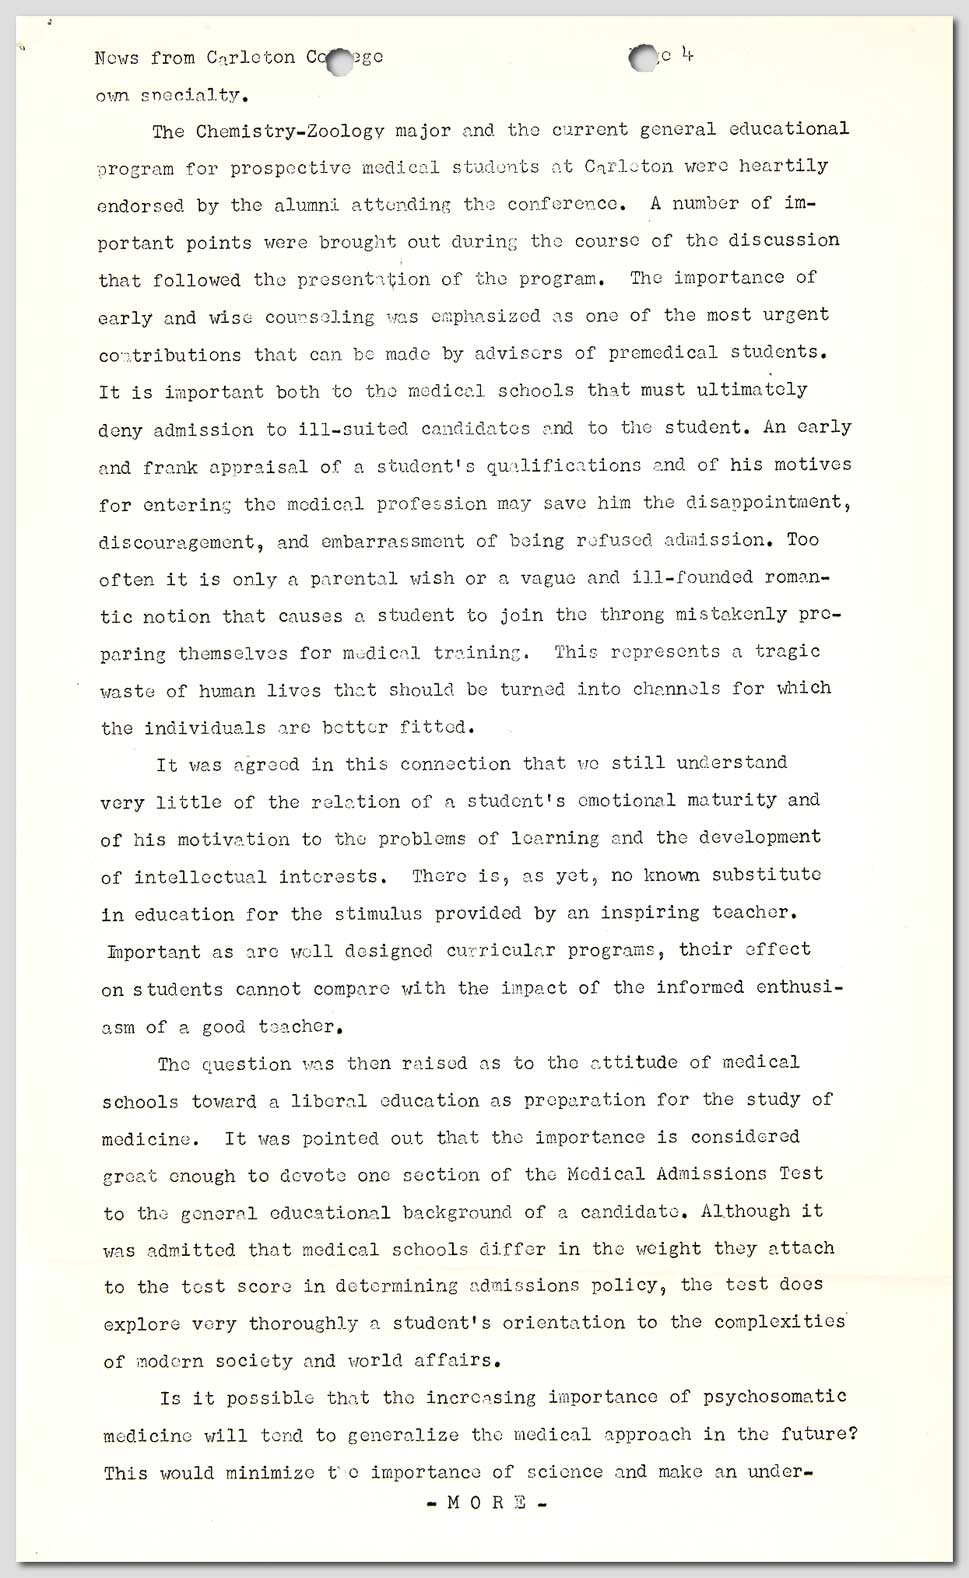 News from Carleton College Page 4
own specialty.
The Chemistry-Zoology major and the current general educational
program for prospective medical students at Carleton were heartily
endorsed by the alumni attending the conference. A number of im-
portant points were brought out during the course of the discussion
that followed the presentation of the program. The importance of
early and wise counseling was emphasized as one of the most urgent
contributions that can be made by advisers of premedical students.
It is important both to the medical schools that must ultimately
deny admission to ill-suited candidates and to the student. An early
and frank appraisal of a student's qualifications and of his motives
for entering the medical profession may save him the disappointment,
discouragement, and embarrassment of being refused admission. Too
often it is only a parental wish or a vague and ill-founded roman-
tic notion that causes a student to join the throng mistakenly pre-
paring themselves for medical training. This represents a tragic
waste of human lives that should be turned into channels for which
the individuals are better fitted.
It was agreed in this connection that we still understand
very little of the relation of a student's emotional maturity and
of his motivation to the problems of learning and the development
of intellectual interests. There is, as yet, no known substitute
in education for the stimulus provided by an inspiring teacher.
Important as are well designed curricular programs, their effect
on students cannot compare with the impact of the informed enthusi-
asm of a good teacher.
The question was then raised as to the attitude of medical
schools toward a liberal education as preparation for the study of
medicine. It was pointed out that the importance is considered
great enough to devote one section of the Medical Admissions Test
to the general educational background of a candidate. Although it
was admitted that medical schools differ in the weight they attach
to the test score in determining admissions policy, the test does
explore very thoroughly a student's orientation to the complexities
of modern society and world affairs.
Is it possible that the increasing importance of psychosomatic
medicine will tend to generalize the medical approach in the future?
This would minimize the importance of science and make an under-
- M O R E -